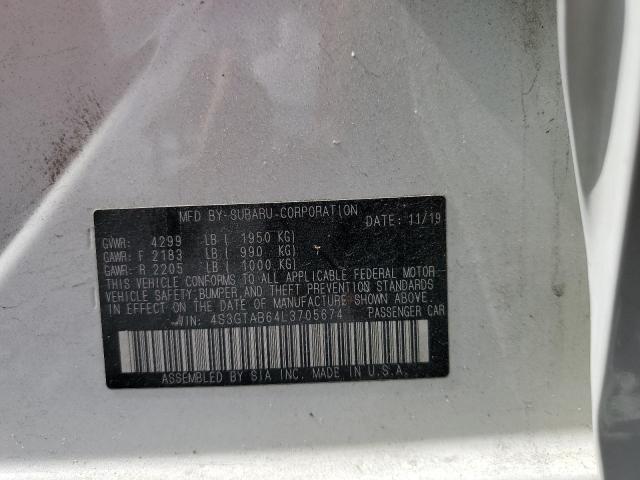 MFD BY-SUBARU CORPORATION DATE: 11/19
GVWR: 4299 LB ( 1950 KG)
GAWR: F 2183 LB ( 990 KG)
GAWR: R 2205 LB ( 1000 KG)
THIS VEHICLE CONFORMS TO ALL APPLICABLE FEDERAL MOTOR
VEHICLE SAFETY, BUMPER, AND THEFT PREVENTION STANDARDS
IN EFFECT ON THE DATE OF MANUFACTURE SHOWN ABOVE.
VIN: 4S3GTAB64L3705674 PASSENGER CAR
ASSEMBLED BY SIA INC. MADE IN U.S.A.